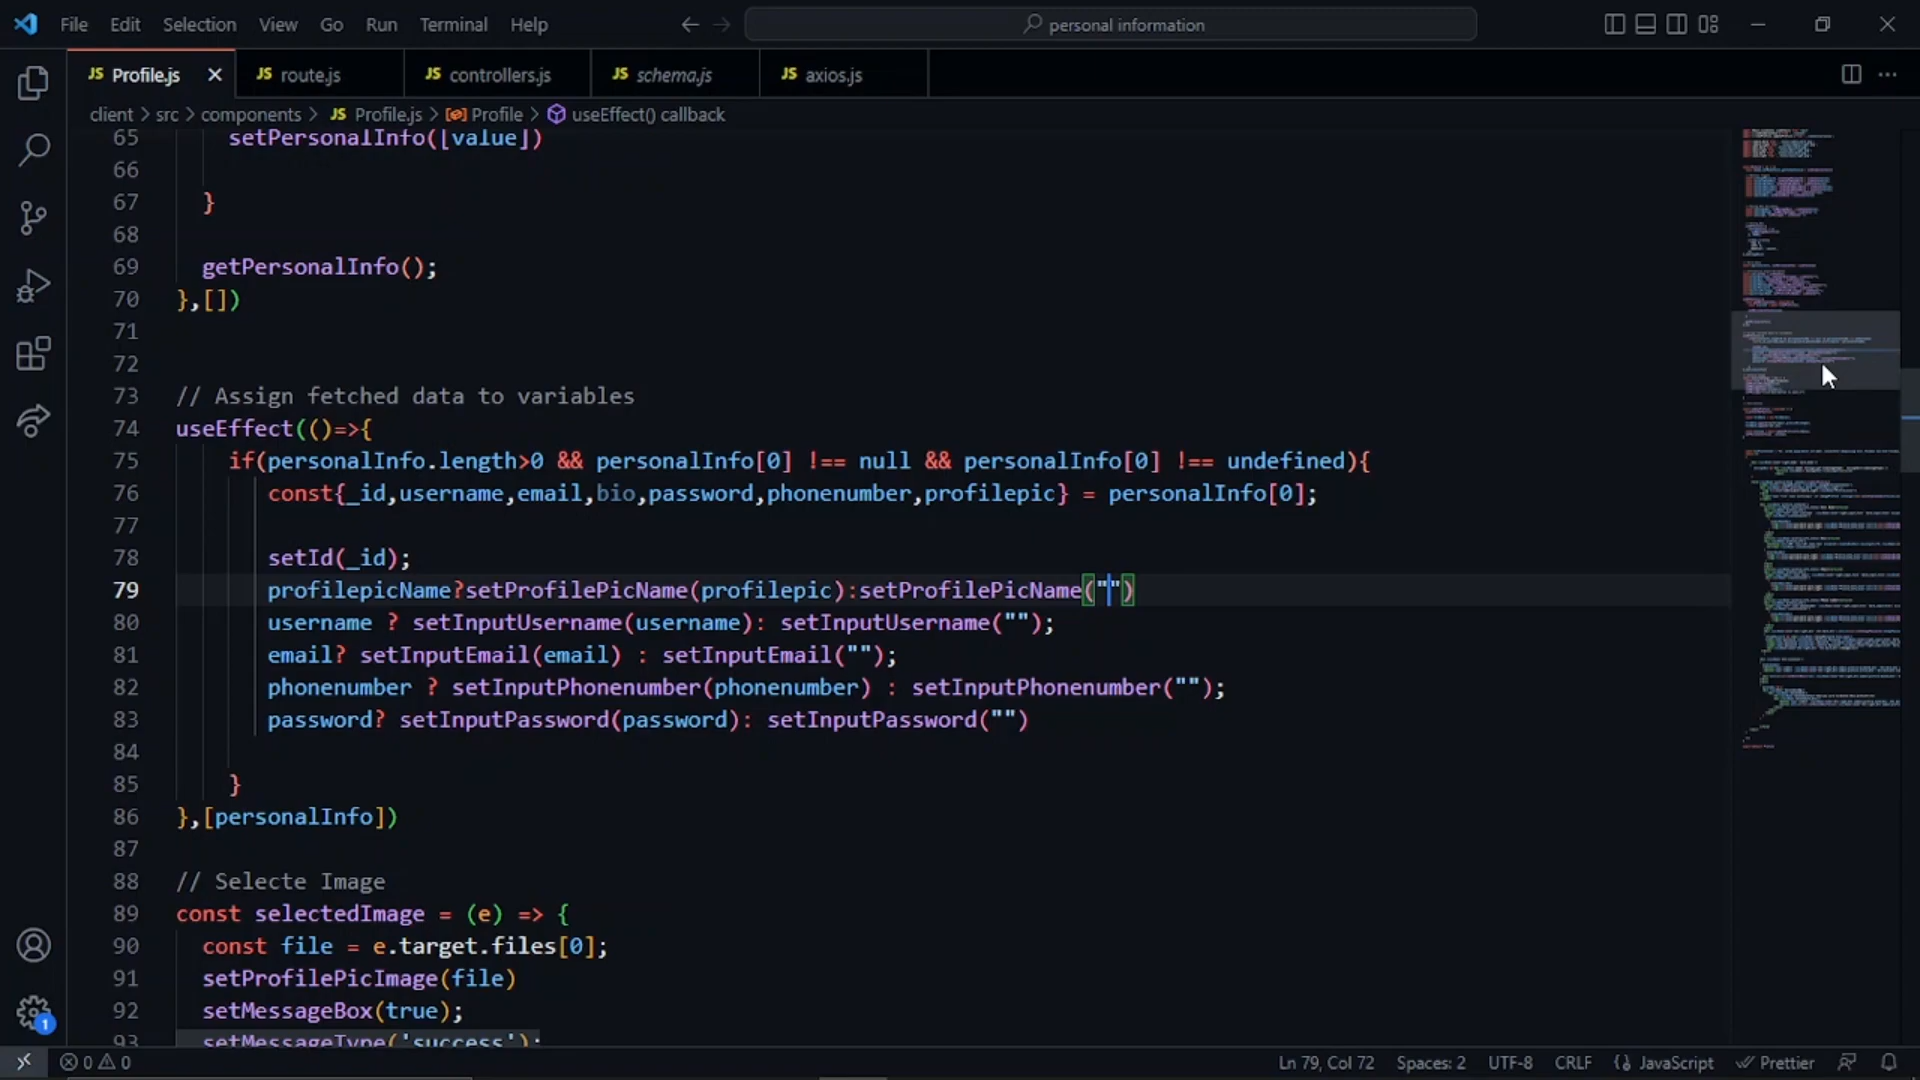 File Edit Selection View Go Run Terminal Help personal information
JS Profile.js JS route.js JS controllers.js JS schema.js JS axios.js
client > src > components > JS Profile.js > Profile > useEffect() callback
65 setPersonalInfo([value])
66
67 }
68
69 getPersonalInfo();
70 },[])
71
72
73 // Assign fetched data to variables
74 useEffect(()=>{
75 if(personalInfo.length>0 && personalInfo[0] !== null && personalInfo[0] !== undefined){
76 const{_id,username,email,bio,password,phonenumber,profilepic} = personalInfo[0];
77
78 setId(_id);
79 profilepicName?setProfilePicName(profilepic):setProfilePicName("")
80 username ? setInputUsername(username): setInputUsername("");
81 email? setInputEmail(email) : setInputEmail("");
82 phonenumber ? setInputPhonenumber(phonenumber) : setInputPhonenumber("");
83 password? setInputPassword(password): setInputPassword("")
84
85 }
86 },[personalInfo])
87
88 // Selecte Image
89 const selectedImage = (e) => {
90 const file = e.target.files[0];
91 setProfilePicImage(file)
92 setMessageBox(true);
93 setMessageType('success');
1
0 0 Ln 79, Col 72 Spaces: 2 UTF-8 CRLF {} JavaScript Prettier